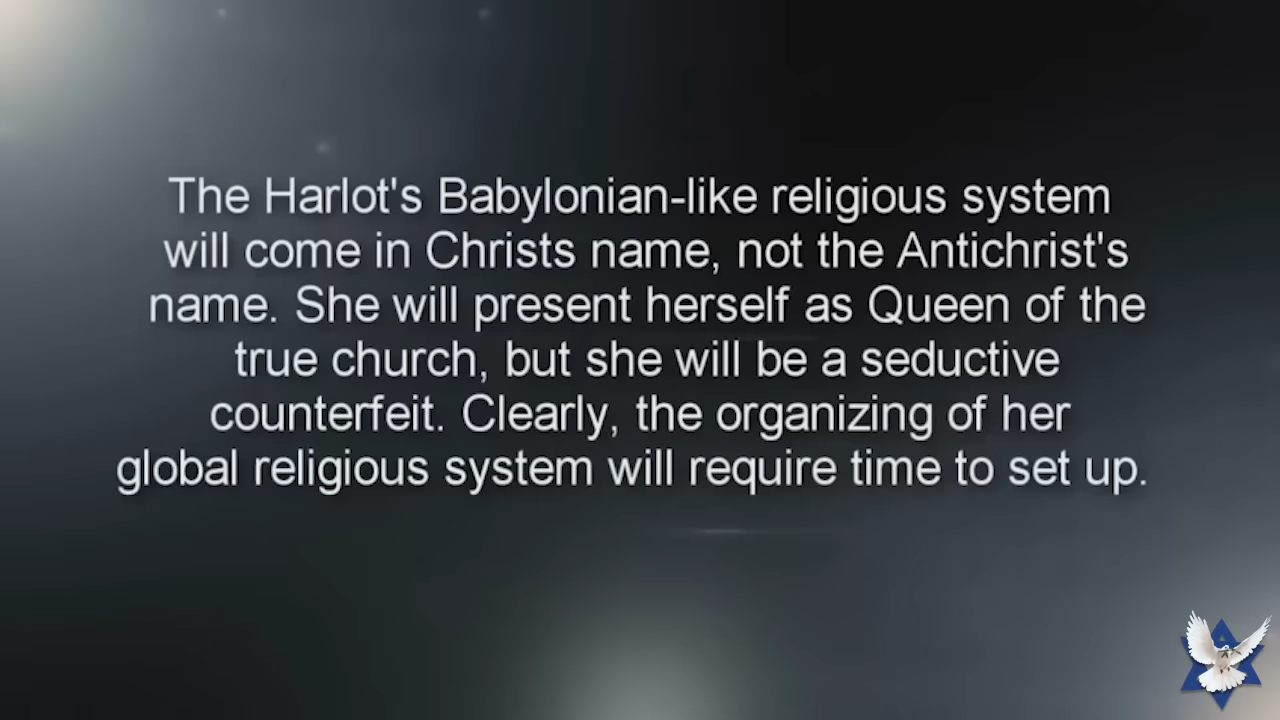 The Harlot's Babylonian-like religious system
will come in Christs name, not the Antichrist's
name. She will present herself as Queen of the
true church, but she will be a seductive
counterfeit. Clearly, the organizing of her
global religious system will require time to set up.